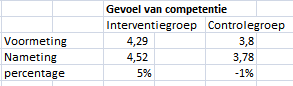 Gevoel van competentie
Interventiegroep Controlegroep
Voormeting 4,29 3,8
Nameting 4,52 3,78
percentage 5% -1%